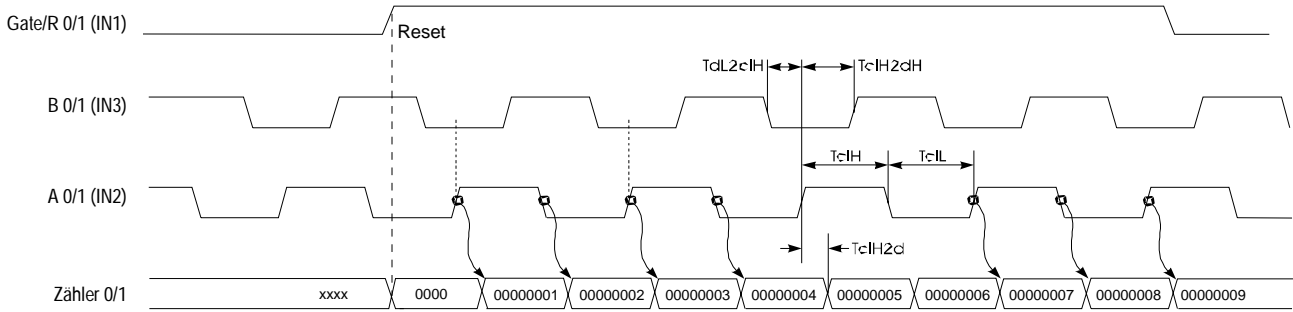 Gate/R 0/1 (IN1)
Reset
TdL2clH
TclH2dH
B 0/1 (IN3)
TclH
TclL
A 0/1 (IN2)
TclH2d
Zähler 0/1
xxxx
0000
00000001
00000002
00000003
00000004
00000005
00000006
00000007
00000008
00000009